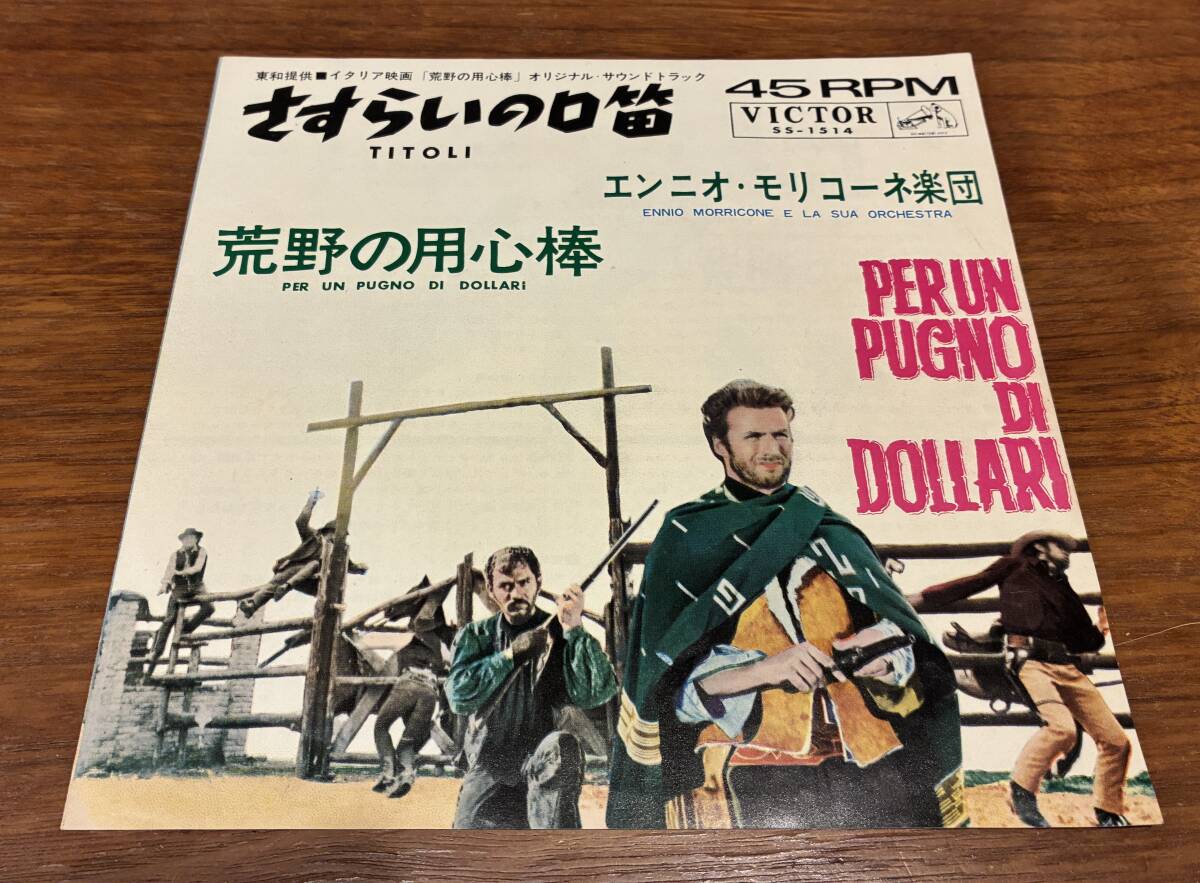 東和提供■イタリア映画「荒野の用心棒」オリジナル・サウンドトラック
さすらいの口笛
TITOLI
45 RPM
VICTOR
SS-1514
エンニオ・モリコーネ楽団
ENNIO MORRICONE E LA SUA ORCHESTRA
荒野の用心棒
PER UN PUGNO DI DOLLARi
PER UN
PUGNO
DI
DOLLARI